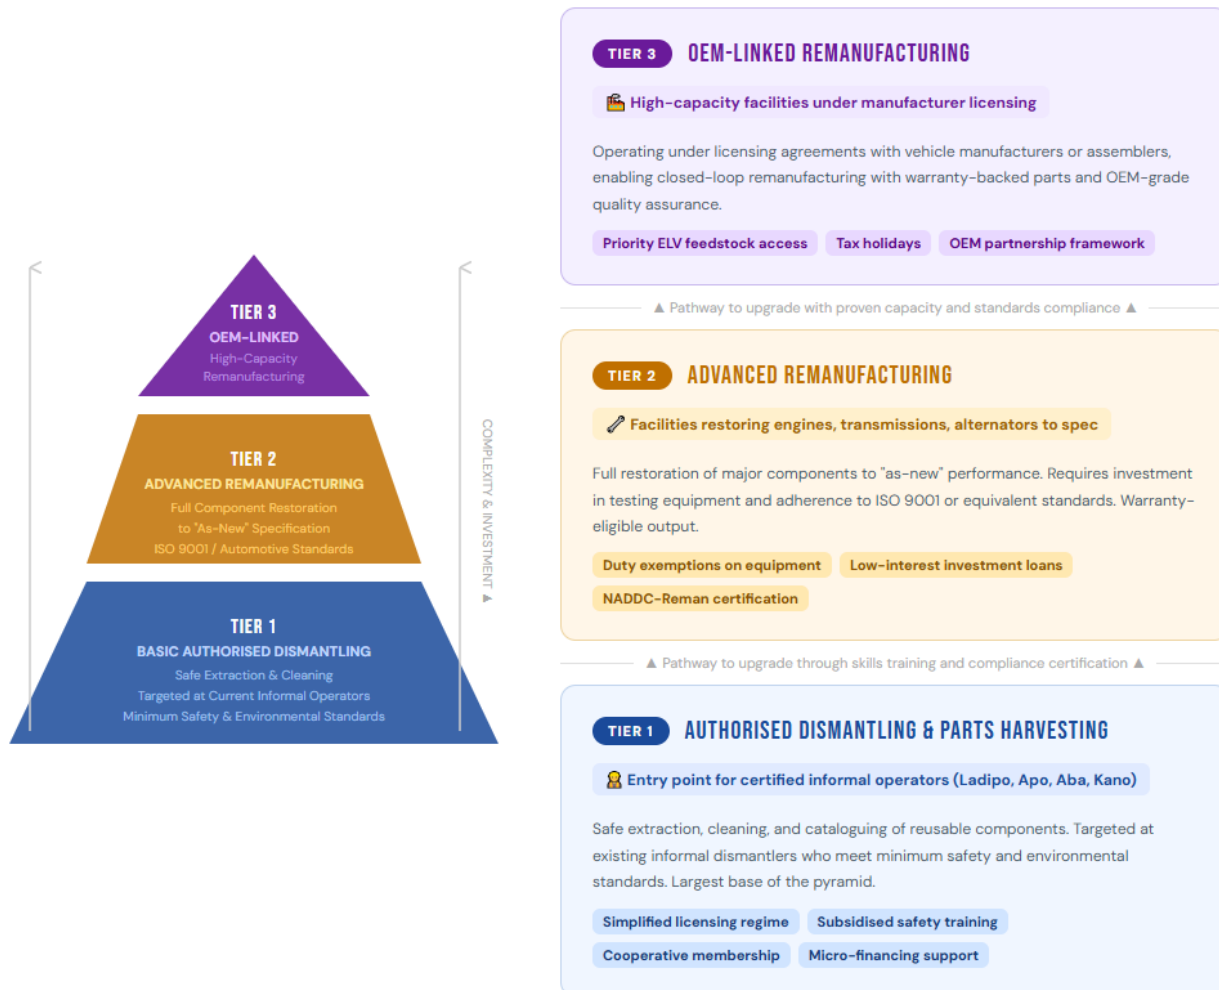 TIER 3
OEM-LINKED
High-Capacity
Remanufacturing
TIER 2
ADVANCED REMANUFACTURING
Full Component Restoration
to "As-New" Specification
ISO 9001 / Automotive Standards
TIER 1
BASIC AUTHORISED DISMANTLING
Safe Extraction & Cleaning
Targeted at Current Informal Operators
Minimum Safety & Environmental Standards
COMPLEXITY & INVESTMENT ▲
TIER 3 OEM-LINKED REMANUFACTURING
High-capacity facilities under manufacturer licensing
Operating under licensing agreements with vehicle manufacturers or assemblers,
enabling closed-loop remanufacturing with warranty-backed parts and OEM-grade
quality assurance.
Priority ELV feedstock access Tax holidays OEM partnership framework
▲ Pathway to upgrade with proven capacity and standards compliance ▲
TIER 2 ADVANCED REMANUFACTURING
Facilities restoring engines, transmissions, alternators to spec
Full restoration of major components to "as-new" performance. Requires investment
in testing equipment and adherence to ISO 9001 or equivalent standards. Warranty-
eligible output.
Duty exemptions on equipment Low-interest investment loans
NADDC-Reman certification
▲ Pathway to upgrade through skills training and compliance certification ▲
TIER 1 AUTHORISED DISMANTLING & PARTS HARVESTING
Entry point for certified informal operators (Ladipo, Apo, Aba, Kano)
Safe extraction, cleaning, and cataloguing of reusable components. Targeted at
existing informal dismantlers who meet minimum safety and environmental
standards. Largest base of the pyramid.
Simplified licensing regime Subsidised safety training
Cooperative membership Micro-financing support